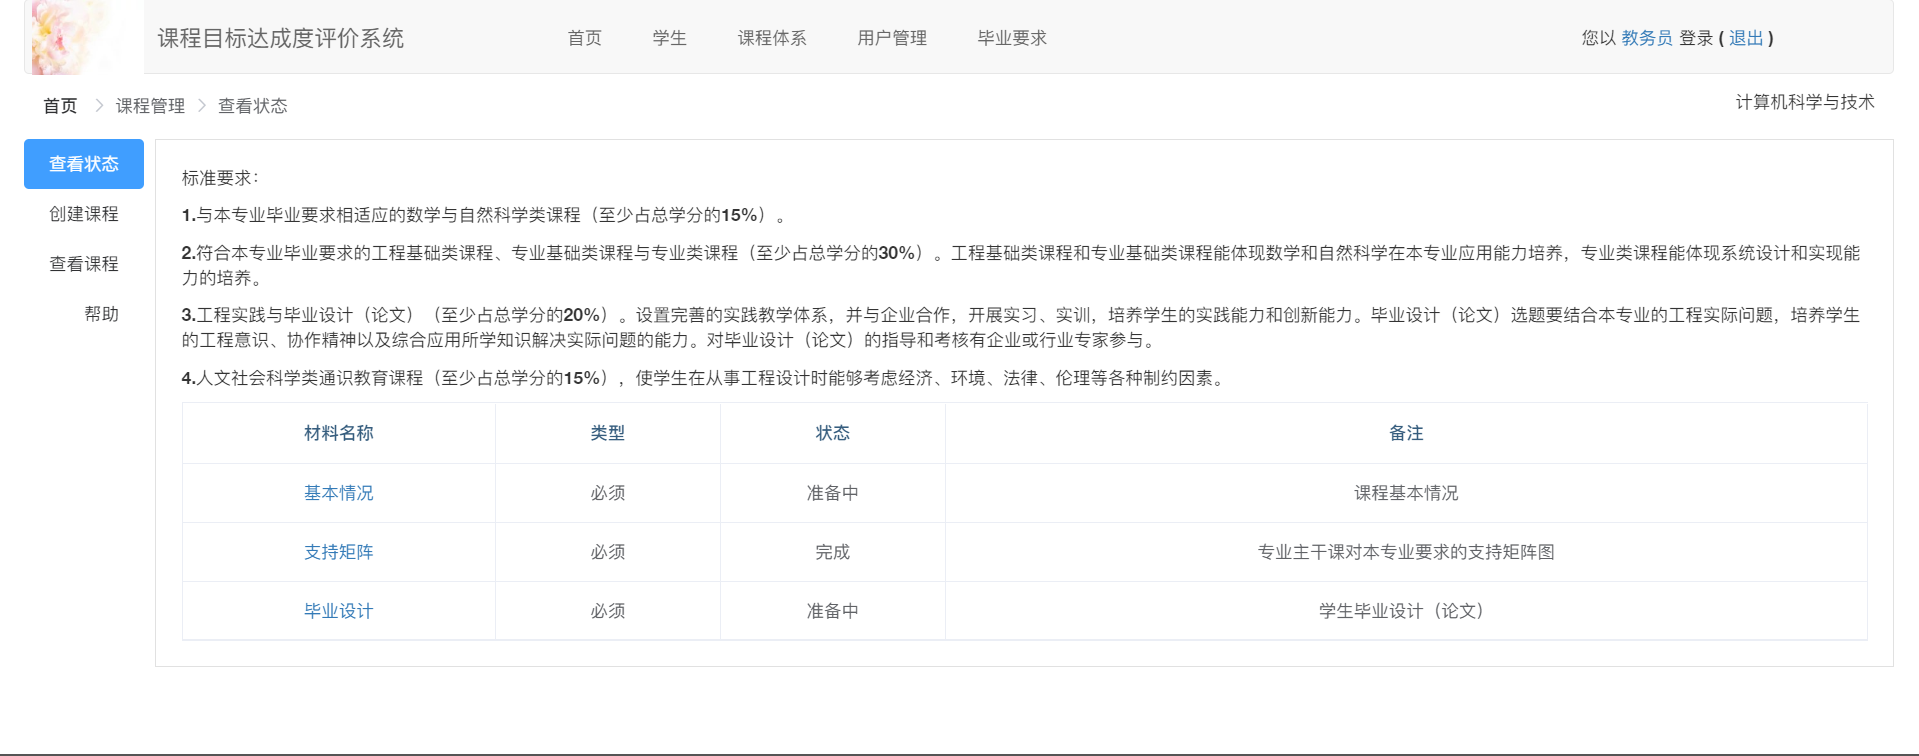 课程目标达成度评价系统 首页 学生 课程体系 用户管理 毕业要求 您以 教务员 登录 ( 退出 )
首页 > 课程管理 > 查看状态 计算机科学与技术
查看状态
创建课程
查看课程
帮助
标准要求：
1.与本专业毕业要求相适应的数学与自然科学类课程（至少占总学分的15%）。
2.符合本专业毕业要求的工程基础类课程、专业基础类课程与专业类课程（至少占总学分的30%）。工程基础类课程和专业基础类课程能体现数学和自然科学在本专业应用能力培养，专业类课程能体现系统设计和实现能
力的培养。
3.工程实践与毕业设计（论文）（至少占总学分的20%）。设置完善的实践教学体系，并与企业合作，开展实习、实训，培养学生的实践能力和创新能力。毕业设计（论文）选题要结合本专业的工程实际问题，培养学生
的工程意识、协作精神以及综合应用所学知识解决实际问题的能力。对毕业设计（论文）的指导和考核有企业或行业专家参与。
4.人文社会科学类通识教育课程（至少占总学分的15%），使学生在从事工程设计时能够考虑经济、环境、法律、伦理等各种制约因素。
材料名称 类型 状态 备注
基本情况 必须 准备中 课程基本情况
支持矩阵 必须 完成 专业主干课对本专业要求的支持矩阵图
毕业设计 必须 准备中 学生毕业设计（论文）